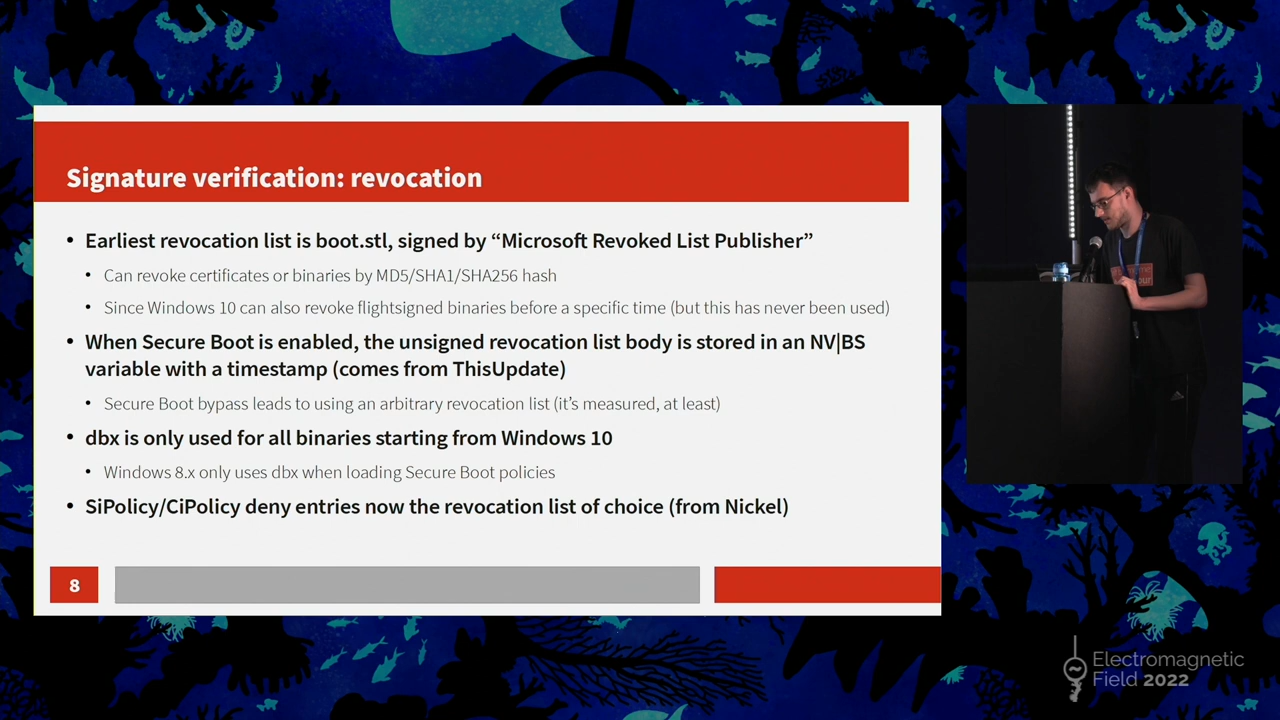 Signature verification: revocation
• Earliest revocation list is boot.stl, signed by “Microsoft Revoked List Publisher”
• Can revoke certificates or binaries by MD5/SHA1/SHA256 hash
• Since Windows 10 can also revoke flightsigned binaries before a specific time (but this has never been used)
• When Secure Boot is enabled, the unsigned revocation list body is stored in an NV|BS
variable with a timestamp (comes from ThisUpdate)
• Secure Boot bypass leads to using an arbitrary revocation list (it’s measured, at least)
• dbx is only used for all binaries starting from Windows 10
• Windows 8.x only uses dbx when loading Secure Boot policies
• SiPolicy/CiPolicy deny entries now the revocation list of choice (from Nickel)
8
Electromagnetic
Field 2022